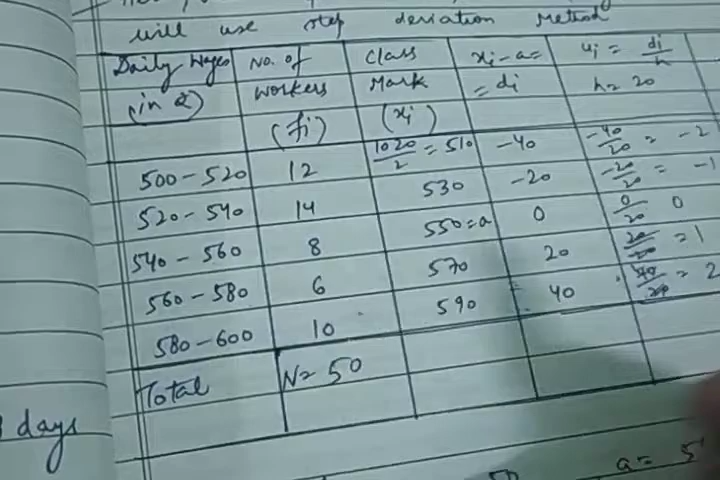 will use step deviation Method
Daily Wages No. of Class xi - a = ui = di/h
(in ₹) Workers Mark = di h = 20
(fi) (xi)
500 - 520 12 1020/2 = 510 -40 -40/20 = -2
520 - 540 14 530 -20 -20/20 = -1
540 - 560 8 550 = a 0 0/20 0
560 - 580 6 570 20 20/20 = 1
580 - 600 10 590 40 40/20 = 2
Total N = 50
days
a =